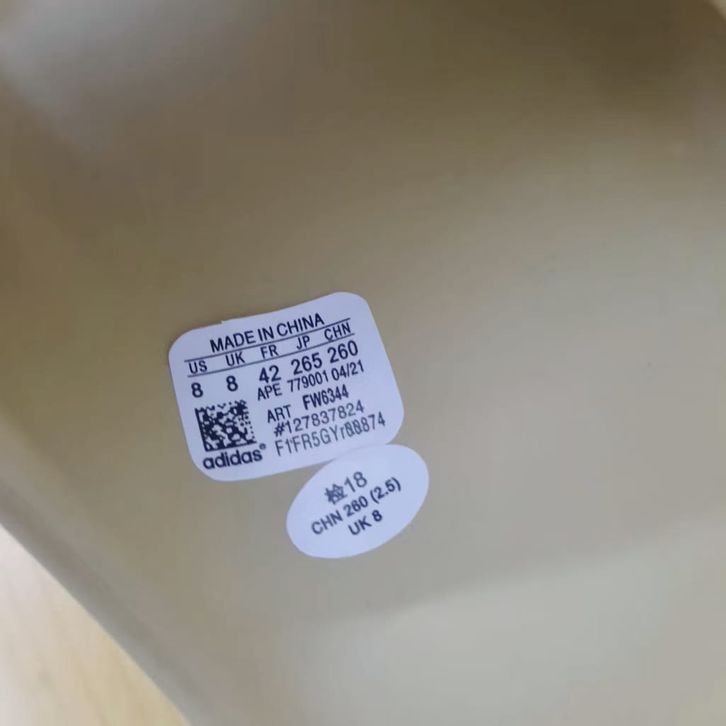 MADE IN CHINA
US UK FR JP CHN
8 8 42 265 260
APE 779001 04/21
ART FW6344
#127837824
F1FR5GYr88874
adidas®
检18
CHN 260 (2.5)
UK 8